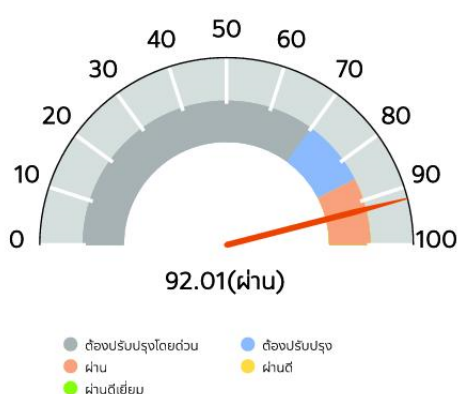 50
40
60
30
70
20
80
10
90
0
100
92.01(ผ่าน)
ต้องปรับปรุงโดยด่วน
ต้องปรับปรุง
ผ่าน
ผ่านดี
ผ่านดีเยี่ยม